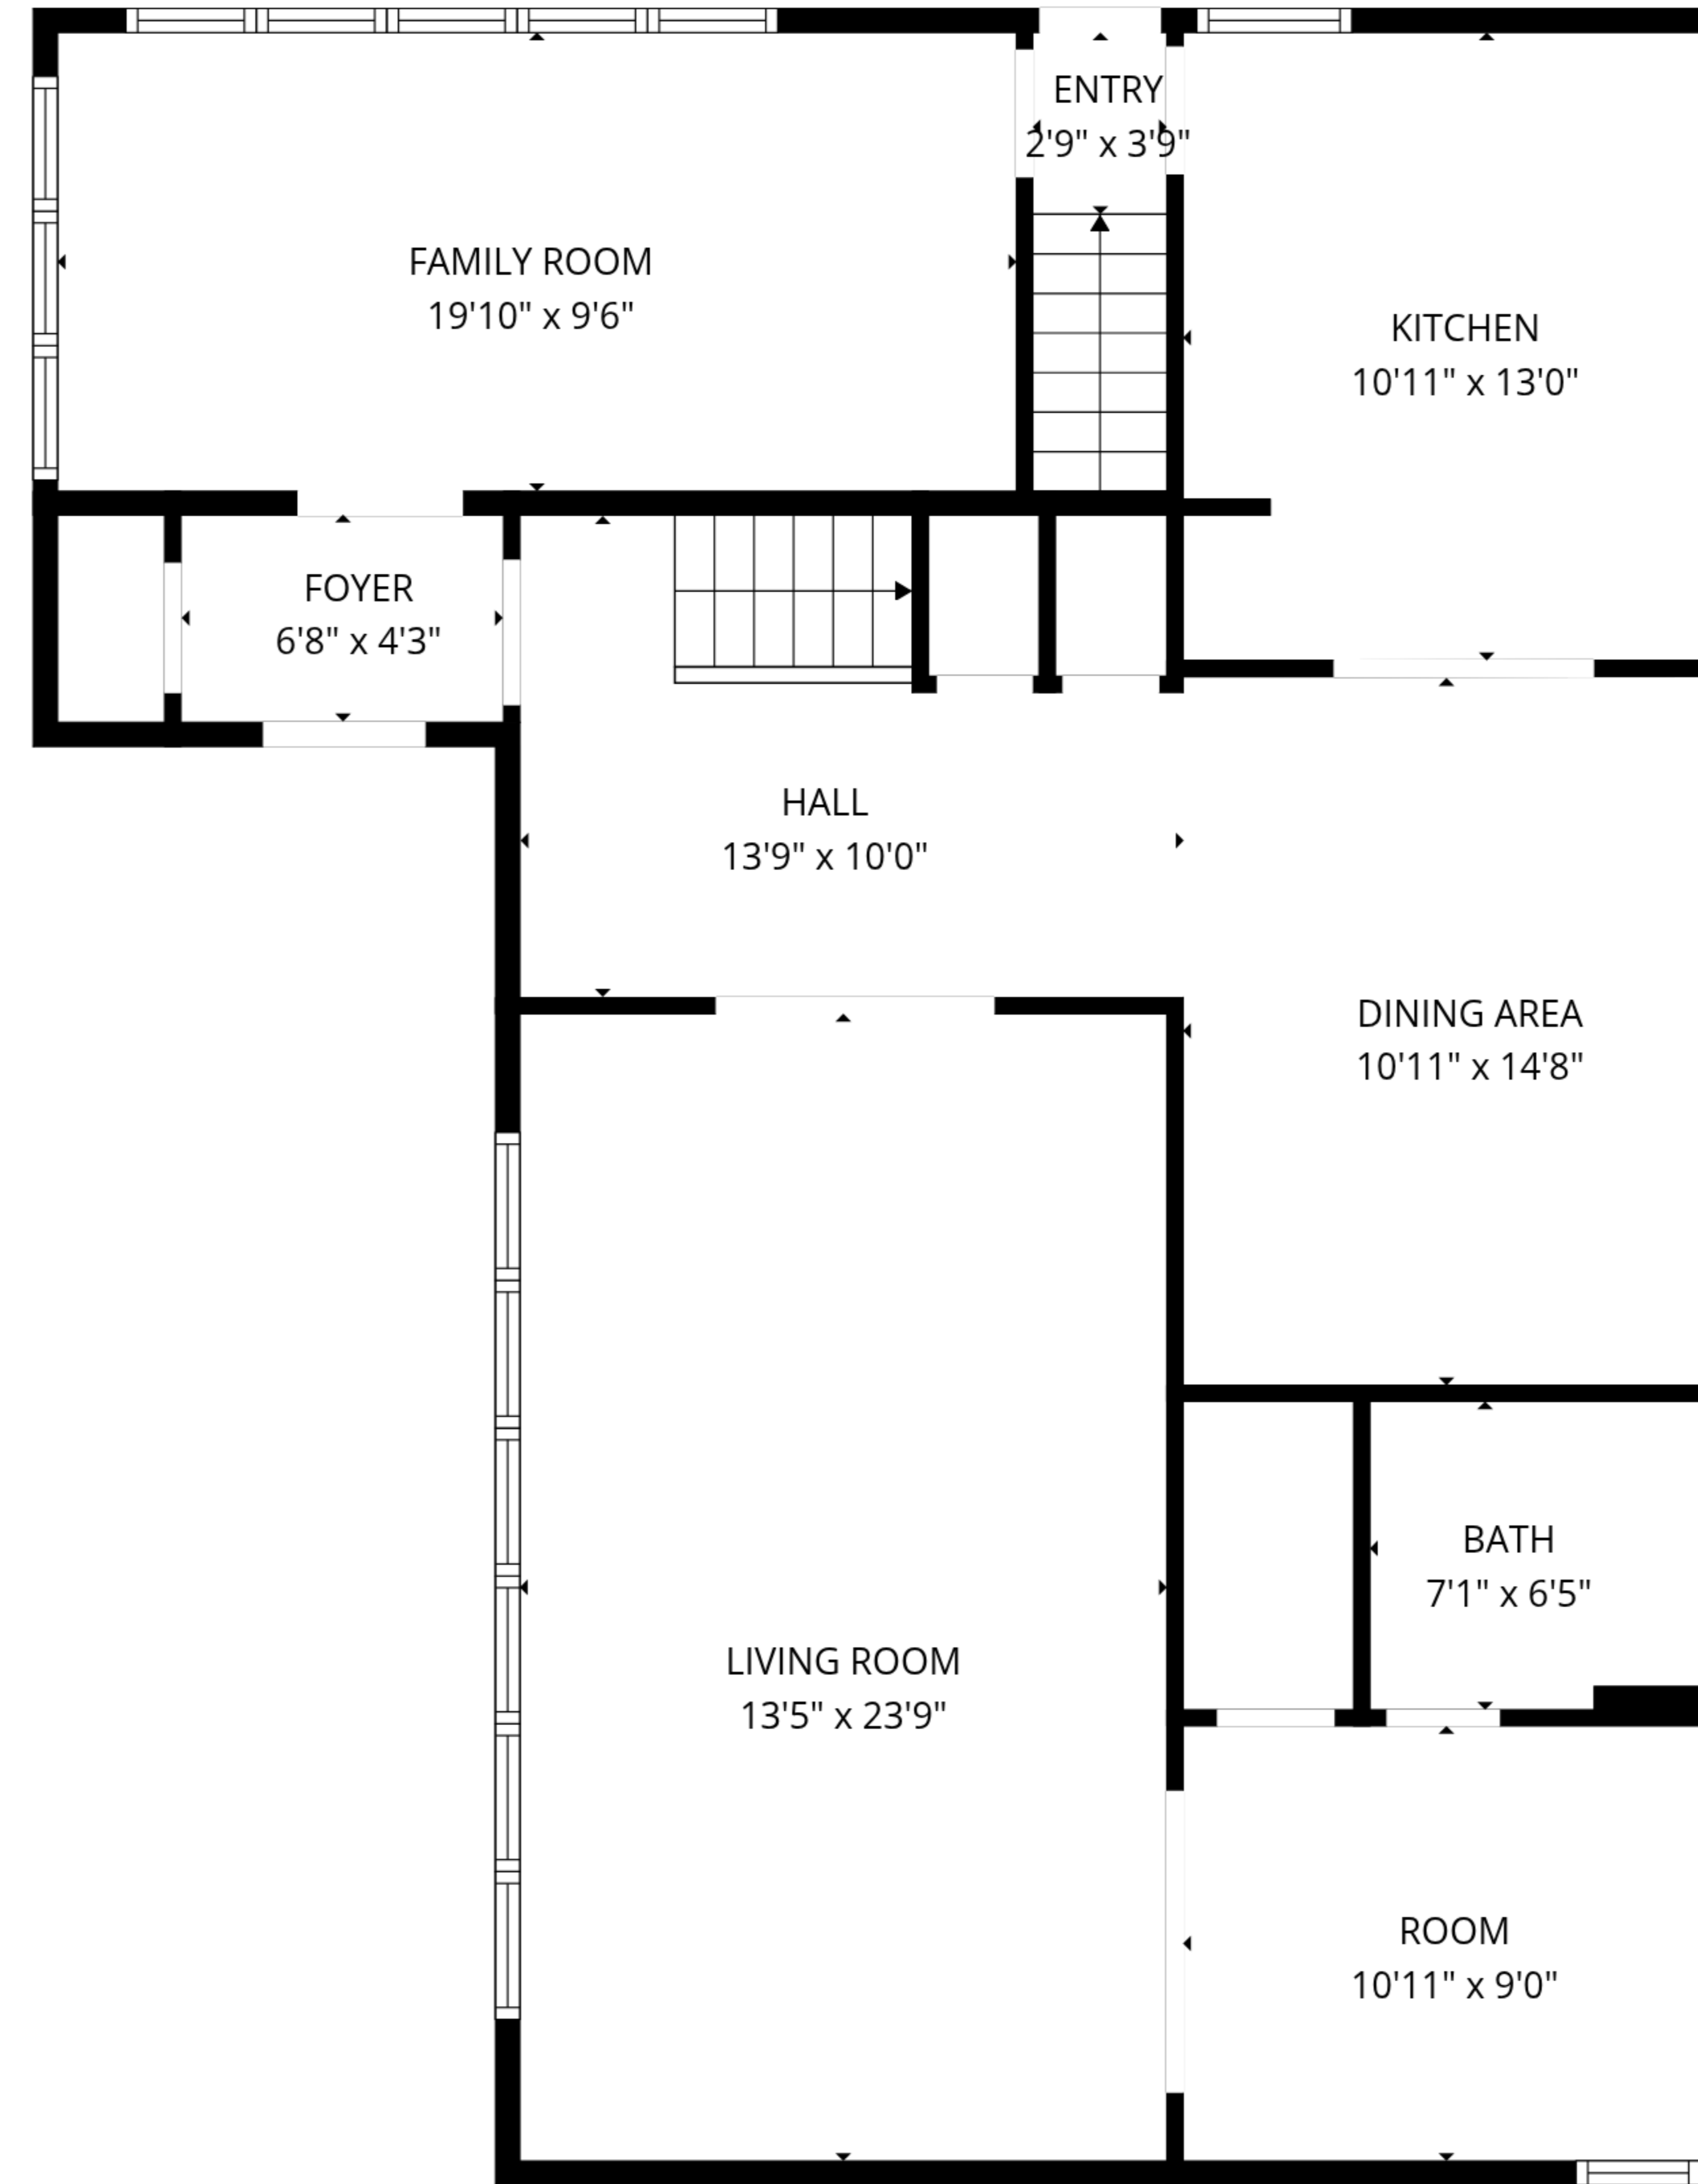 ENTRY
2'9" x 3'9"
FAMILY ROOM
19'10" x 9'6"
KITCHEN
10'11" x 13'0"
FOYER
6'8" x 4'3"
HALL
13'9" x 10'0"
DINING AREA
10'11" x 14'8"
BATH
7'1" x 6'5"
LIVING ROOM
13'5" x 23'9"
ROOM
10'11" x 9'0"